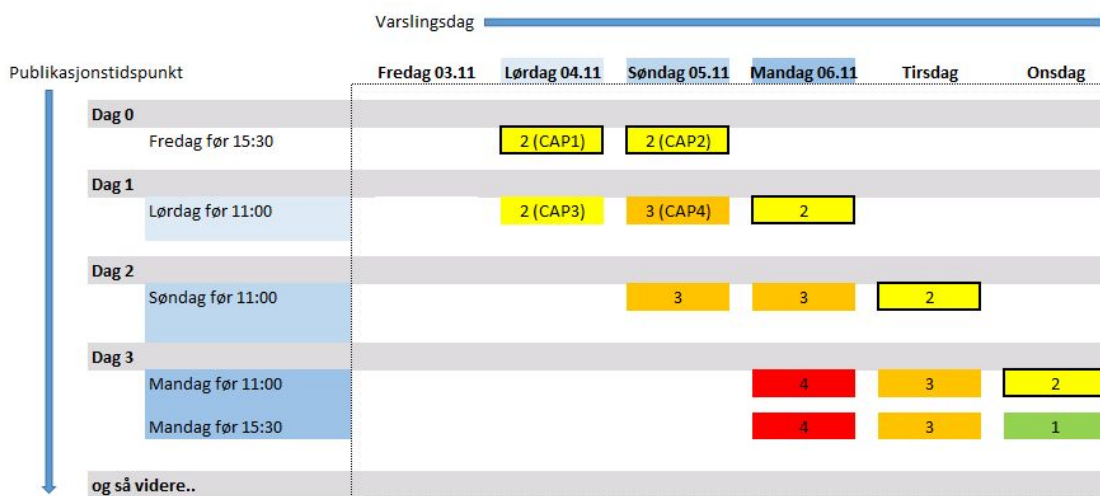 Varslingsdag
Publikasjonstidspunkt Fredag 03.11 Lørdag 04.11 Søndag 05.11 Mandag 06.11 Tirsdag Onsdag
Dag 0
Fredag før 15:30 2 (CAP1) 2 (CAP2)
Dag 1
Lørdag før 11:00 2 (CAP3) 3 (CAP4) 2
Dag 2
Søndag før 11:00 3 3 2
Dag 3
Mandag før 11:00 4 3 2
Mandag før 15:30 4 3 1
og så videre..